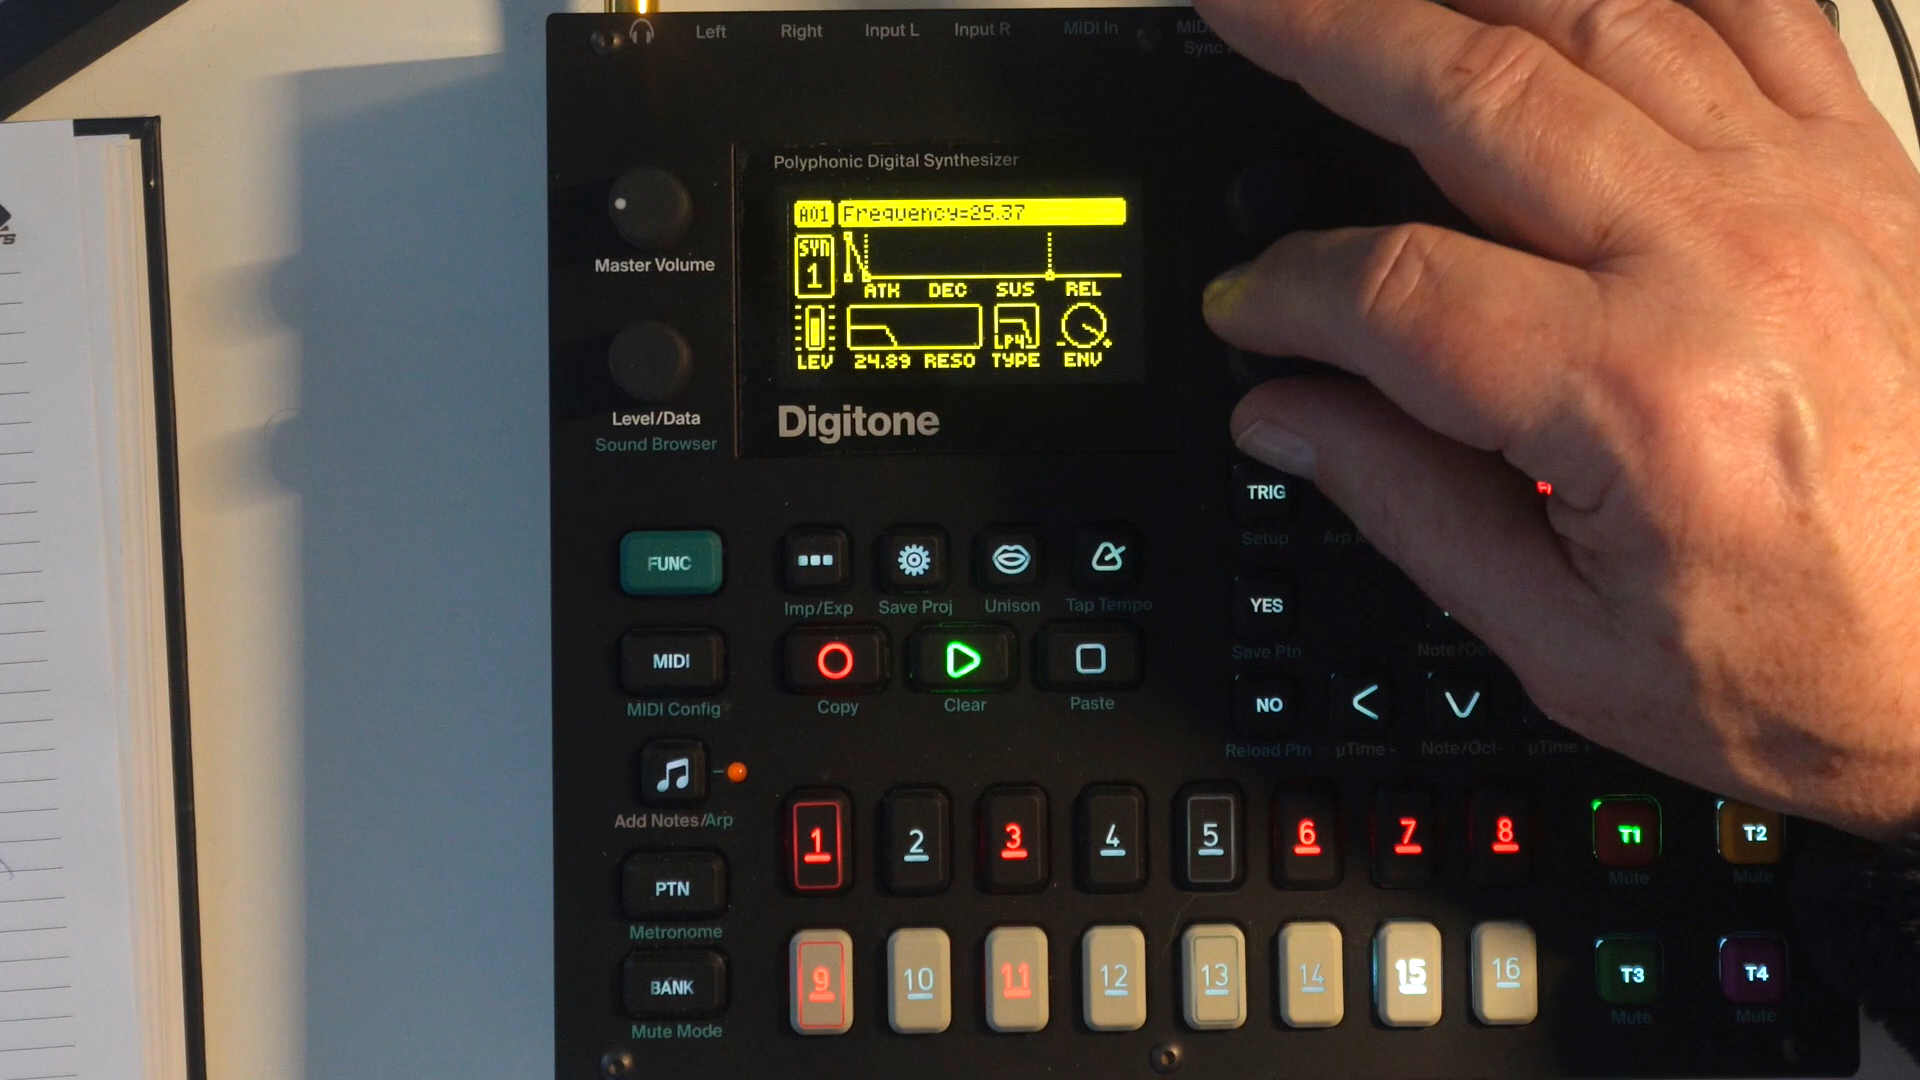 Left Right Input L Input R MIDI In
Polyphonic Digital Synthesizer
A01 Frequency=25.37
SYN
1
ATK DEC SUS REL
LP4
LEV 24.89 RESO TYPE ENV
Master Volume
Level/Data
Sound Browser
Digitone
TRIG
Setup Arp
FUNC
Imp/Exp Save Proj Unison Tap Tempo
YES
Save Ptn
MIDI
MIDI Config
Copy Clear Paste
NO
Reload Ptn µTime - Note/Oct- µTime +
Add Notes/Arp
1 2 3 4 5 6 7 8
T1 T2
Mute Mute
PTN
Metronome
9 10 11 12 13 14 15 16
T3 T4
Mute Mute
BANK
Mute Mode